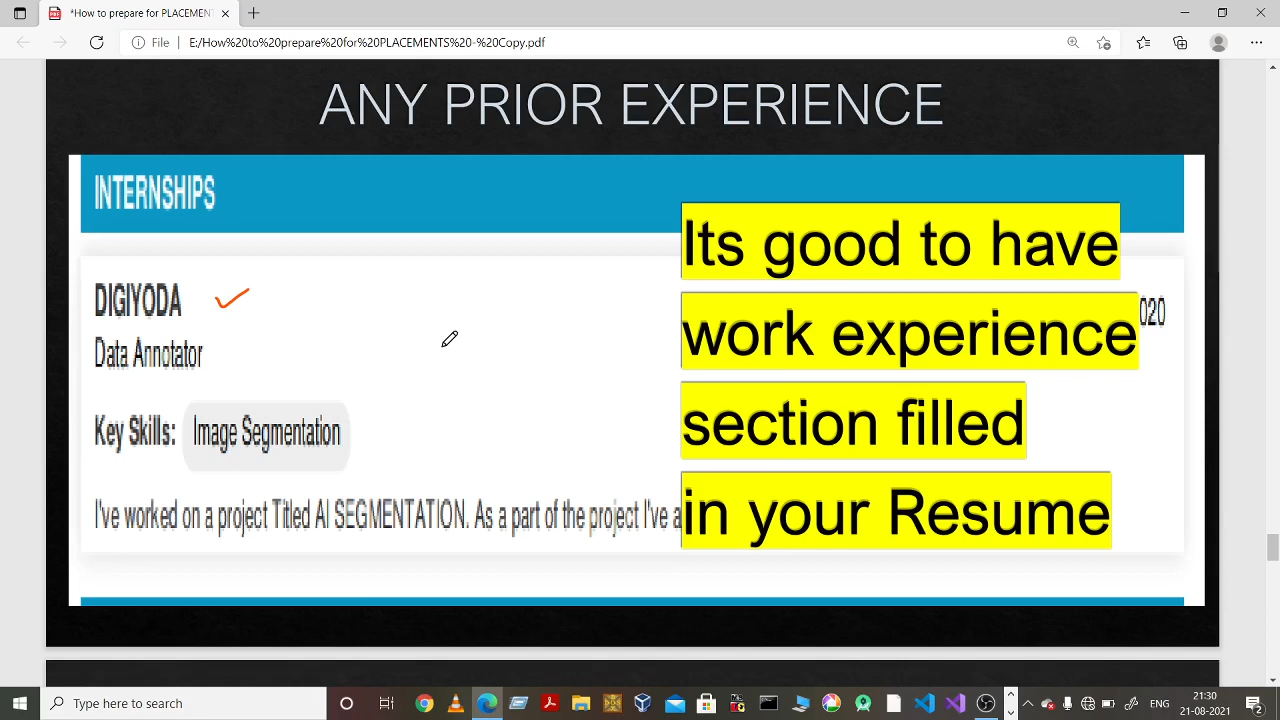 *How to prepare for PLACEMENT
File E:/How%20to%20prepare%20for%20PLACEMENTS%20-%20Copy.pdf
ANY PRIOR EXPERIENCE
INTERNSHIPS
Its good to have
DIGIYODA
work experience
020
Data Annotator
section filled
Key Skills: Image Segmentation
in your Resume
I've worked on a project Titled AI SEGMENTATION. As a part of the project I've a
Type here to search
ENG
21:30
21-08-2021
2